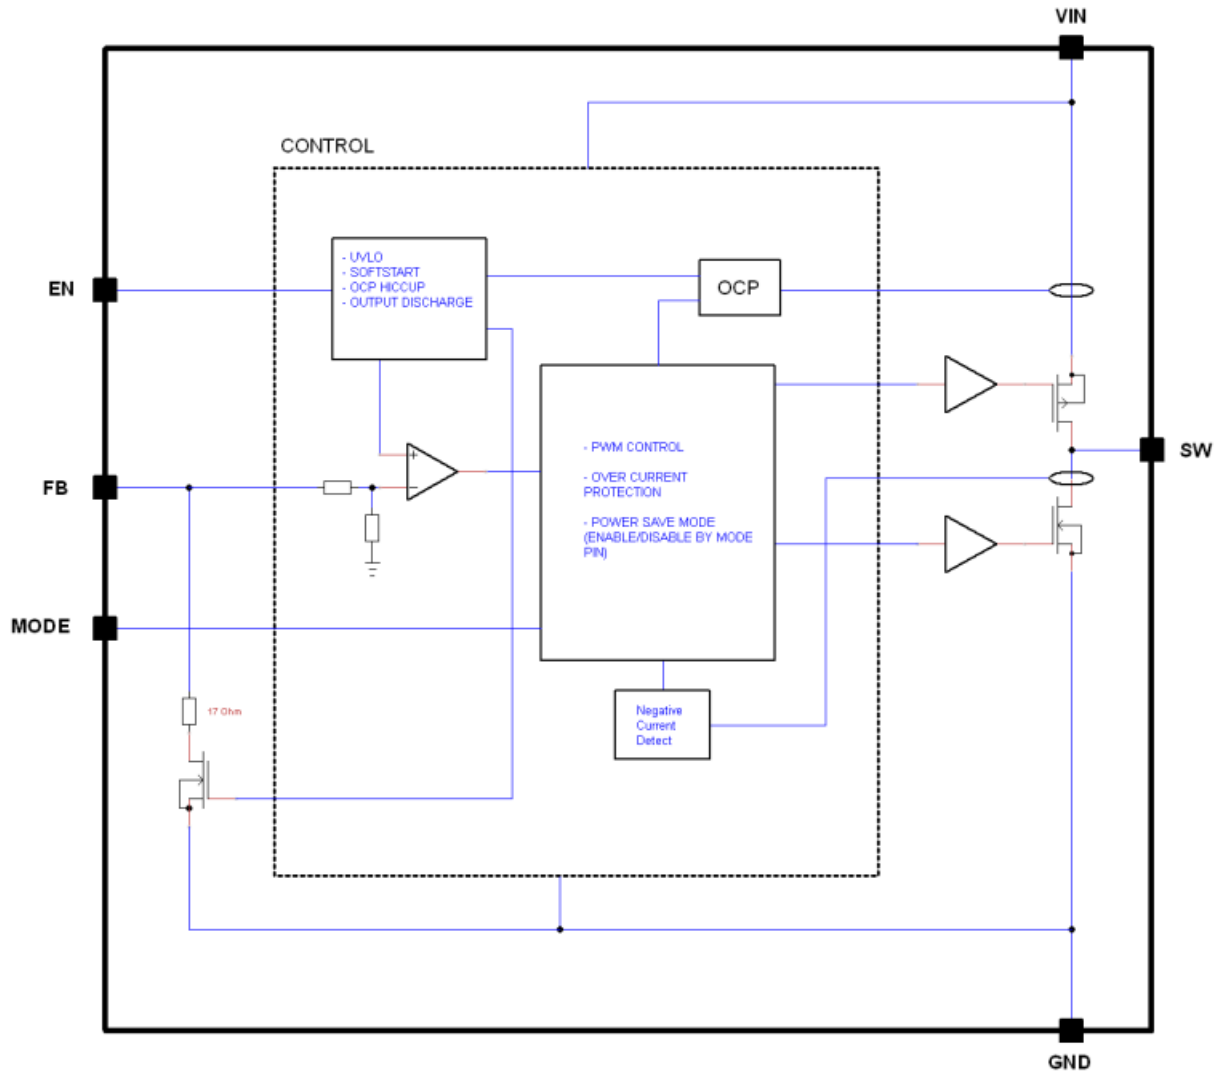 VIN
CONTROL
- UVLO
- SOFTSTART
- OCP HICCUP
- OUTPUT DISCHARGE
EN
OCP
- PWM CONTROL
- OVER CURRENT
PROTECTION
- POWER SAVE MODE
(ENABLE/DISABLE BY MODE
PIN)
SW
FB
+
-
MODE
17 Ohm
Negative
Current
Detect
GND